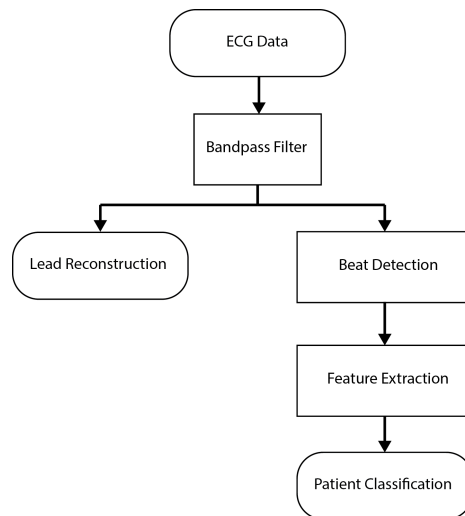 ECG Data
Bandpass Filter
Lead Reconstruction
Beat Detection
Feature Extraction
Patient Classification